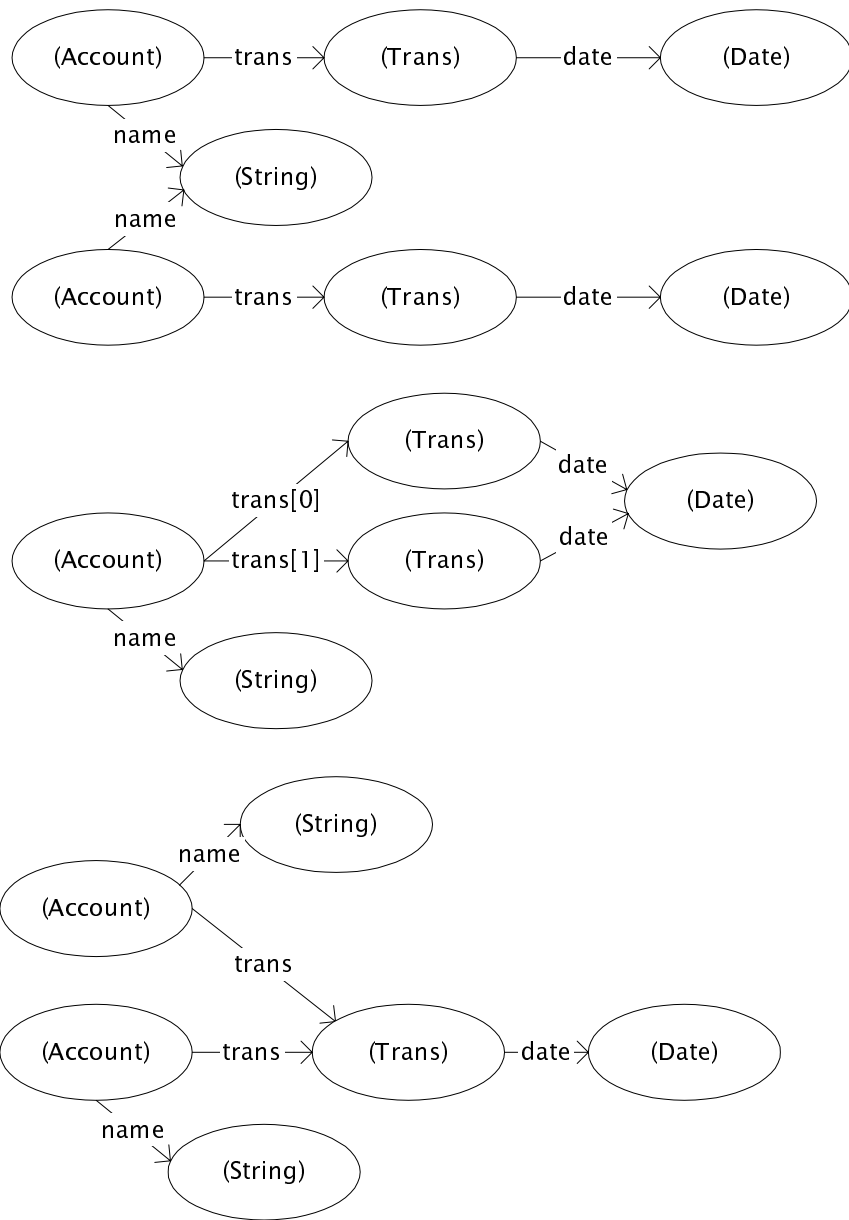 (Account) trans (Trans) date (Date)
name
(String)
name
(Account) trans (Trans) date (Date)
(Trans)
date
trans[0]
(Date)
date
(Account) trans[1] (Trans)
name
(String)
(String)
name
(Account)
trans
(Account) trans (Trans) date (Date)
name
(String)